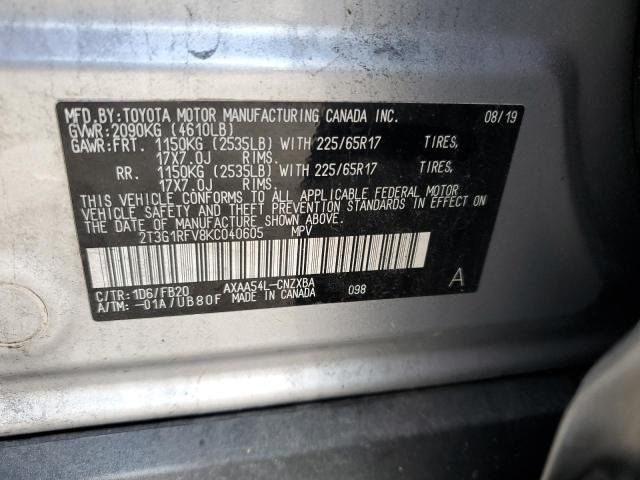 MFD.BY: TOYOTA MOTOR MANUFACTURING CANADA INC. 08/19
GVWR: 2090KG (4610LB)
GAWR: FRT. 1150KG (2535LB) WITH 225/65R17 TIRES,
17X7.0J RIMS.
RR. 1150KG (2535LB) WITH 225/65R17 TIRES,
17X7.0J RIMS.
THIS VEHICLE CONFORMS TO ALL APPLICABLE FEDERAL MOTOR
VEHICLE SAFETY AND THEFT PREVENTION STANDARDS IN EFFECT
ON THE DATE OF MANUFACTURE SHOWN ABOVE.
2T3G1RFV8KC040605 MPV
C/TR: 1D6/FB20 AXAA54L-CNZXBA A
A/TM: -01A/UB80F MADE IN CANADA 098